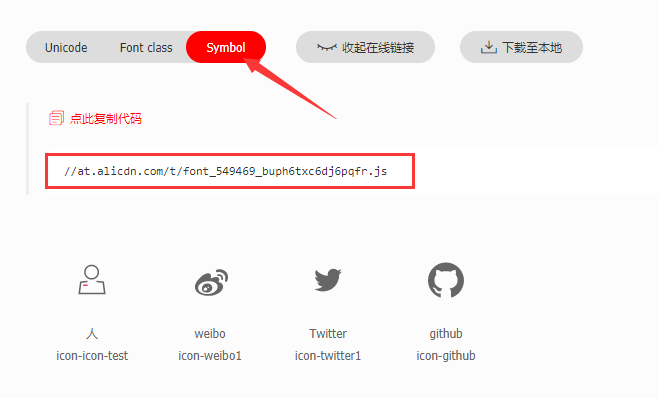 Unicode Font class Symbol 收起在线链接 下载至本地
点此复制代码
//at.alicdn.com/t/font_549469_buph6txc6dj6pqfr.js
人 weibo Twitter github
icon-icon-test icon-weibo1 icon-twitter1 icon-github